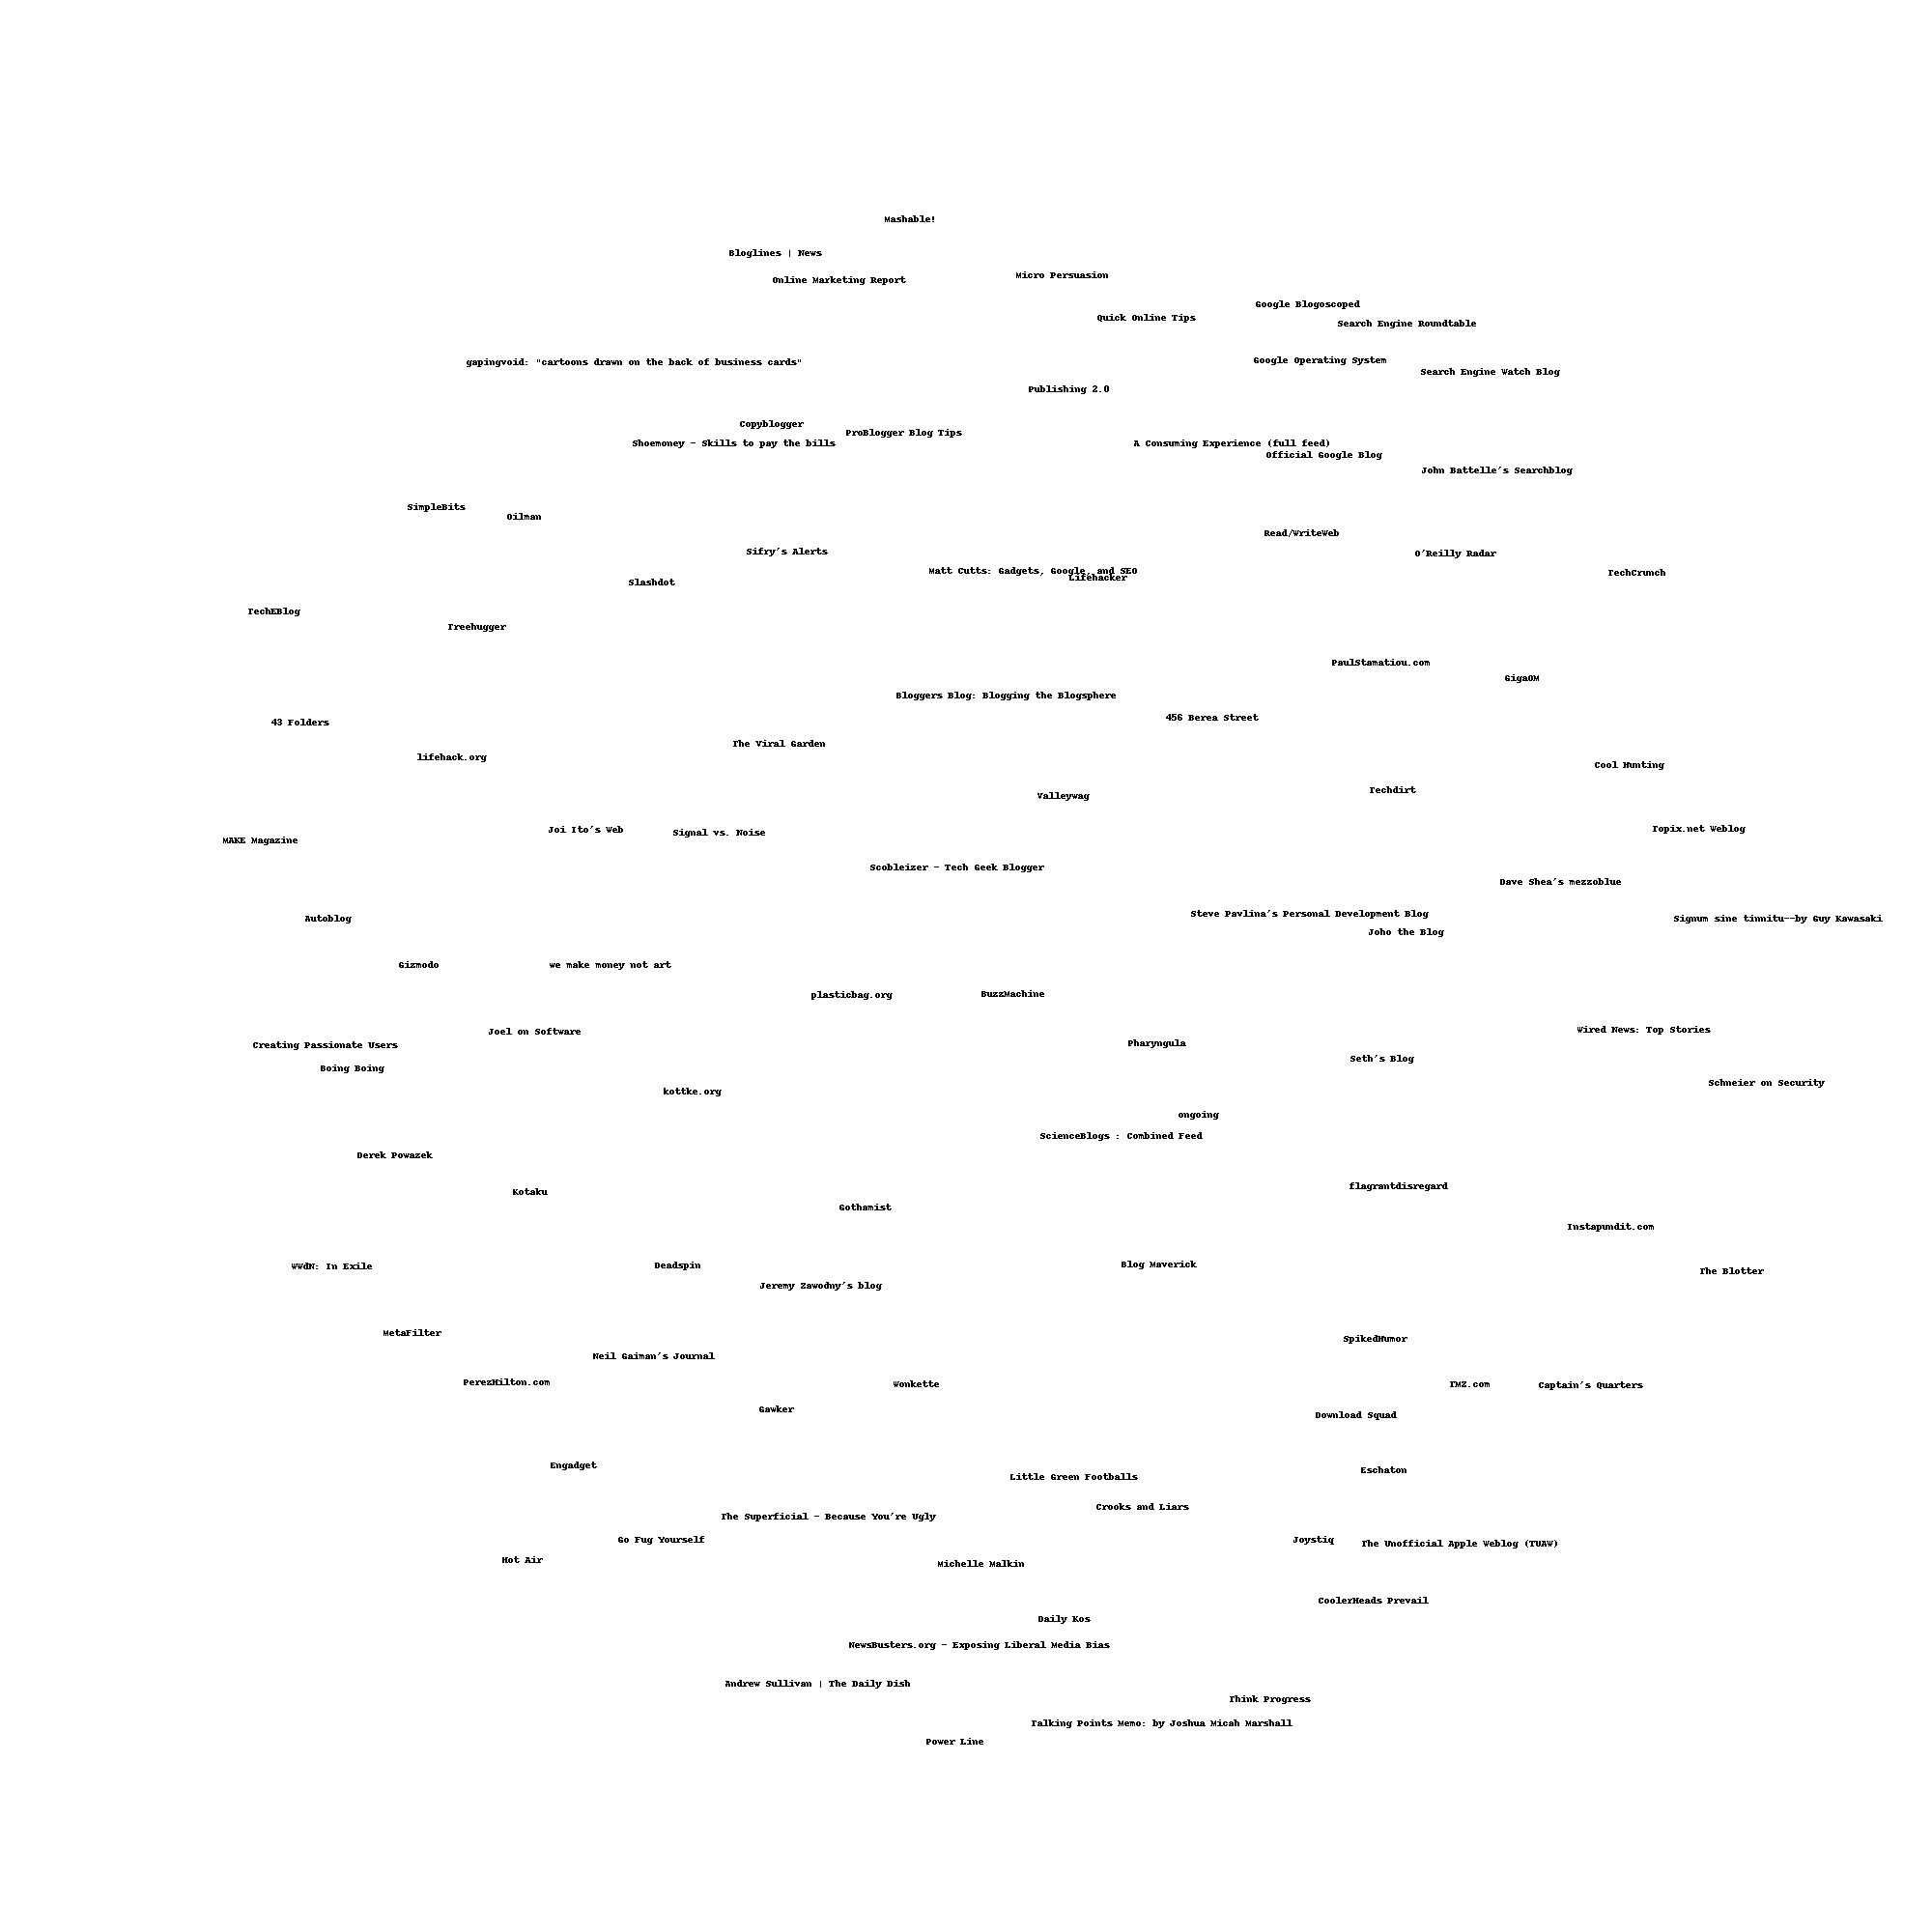 Mashable!
Bloglines | News
Micro Persuasion
Online Marketing Report
Google Blogoscoped
Quick Online Tips
Search Engine Roundtable
gapingvoid: "cartoons drawn on the back of business cards"
Google Operating System
Search Engine Watch Blog
Publishing 2.0
Copyblogger
ProBlogger Blog Tips
Shoemoney - Skills to pay the bills
A Consuming Experience (full feed)
Official Google Blog
John Battelle's Searchblog
SimpleBits
Oilman
Read/WriteWeb
Sifry's Alerts
O'Reilly Radar
Matt Cutts: Gadgets, Google, and SEO
Lifehacker
TechCrunch
Slashdot
TechEBlog
Treehugger
PaulStamatiou.com
GigaOM
Bloggers Blog: Blogging the Blogsphere
456 Berea Street
43 Folders
The Viral Garden
lifehack.org
Cool Hunting
Techdirt
Valleywag
Joi Ito's Web
Signal vs. Noise
Topix.net Weblog
MAKE Magazine
Scobleizer - Tech Geek Blogger
Dave Shea's mezzoblue
Steve Pavlina's Personal Development Blog
Autoblog
Signum sine tinnitu--by Guy Kawasaki
Joho the Blog
Gizmodo
we make money not art
plasticbag.org
BuzzMachine
Joel on Software
Wired News: Top Stories
Creating Passionate Users
Pharyngula
Seth's Blog
Boing Boing
Schneier on Security
kottke.org
ongoing
ScienceBlogs : Combined Feed
Derek Powazek
Kotaku
flagrantdisregard
Gothamist
Instapundit.com
WWdN: In Exile
Deadspin
Blog Maverick
The Blotter
Jeremy Zawodny's blog
MetaFilter
SpikedHumor
Neil Gaiman's Journal
PerezHilton.com
Wonkette
TMZ.com
Captain's Quarters
Gawker
Download Squad
Engadget
Eschaton
Little Green Footballs
Crooks and Liars
The Superficial - Because You're Ugly
Go Fug Yourself
Joystiq
The Unofficial Apple Weblog (TUAW)
Hot Air
Michelle Malkin
CoolerHeads Prevail
Daily Kos
NewsBusters.org - Exposing Liberal Media Bias
Andrew Sullivan | The Daily Dish
Think Progress
Talking Points Memo: by Joshua Micah Marshall
Power Line